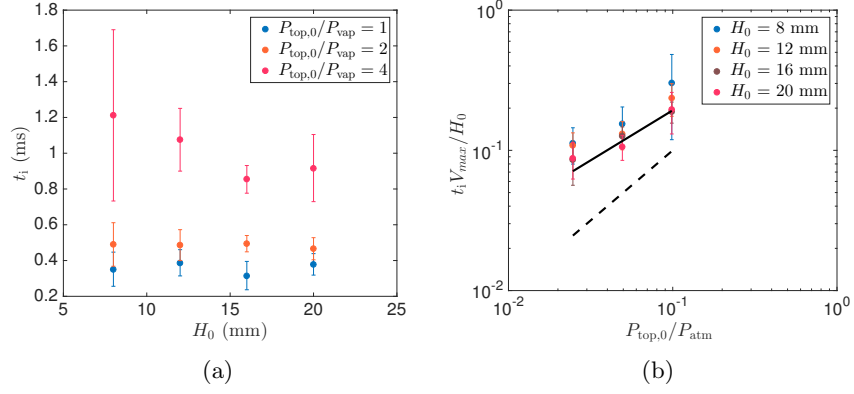 1.8
1.6
1.4
1.2
1
0.8
0.6
0.4
0.2
5
10
15
20
25
t_i (ms)
H_0 (mm)
P_top,0/P_vap = 1
P_top,0/P_vap = 2
P_top,0/P_vap = 4
(a)
10^0
10^-1
10^-2
10^-2
10^-1
10^0
t_i V_max/H_0
P_top,0/P_atm
H_0 = 8 mm
H_0 = 12 mm
H_0 = 16 mm
H_0 = 20 mm
(b)